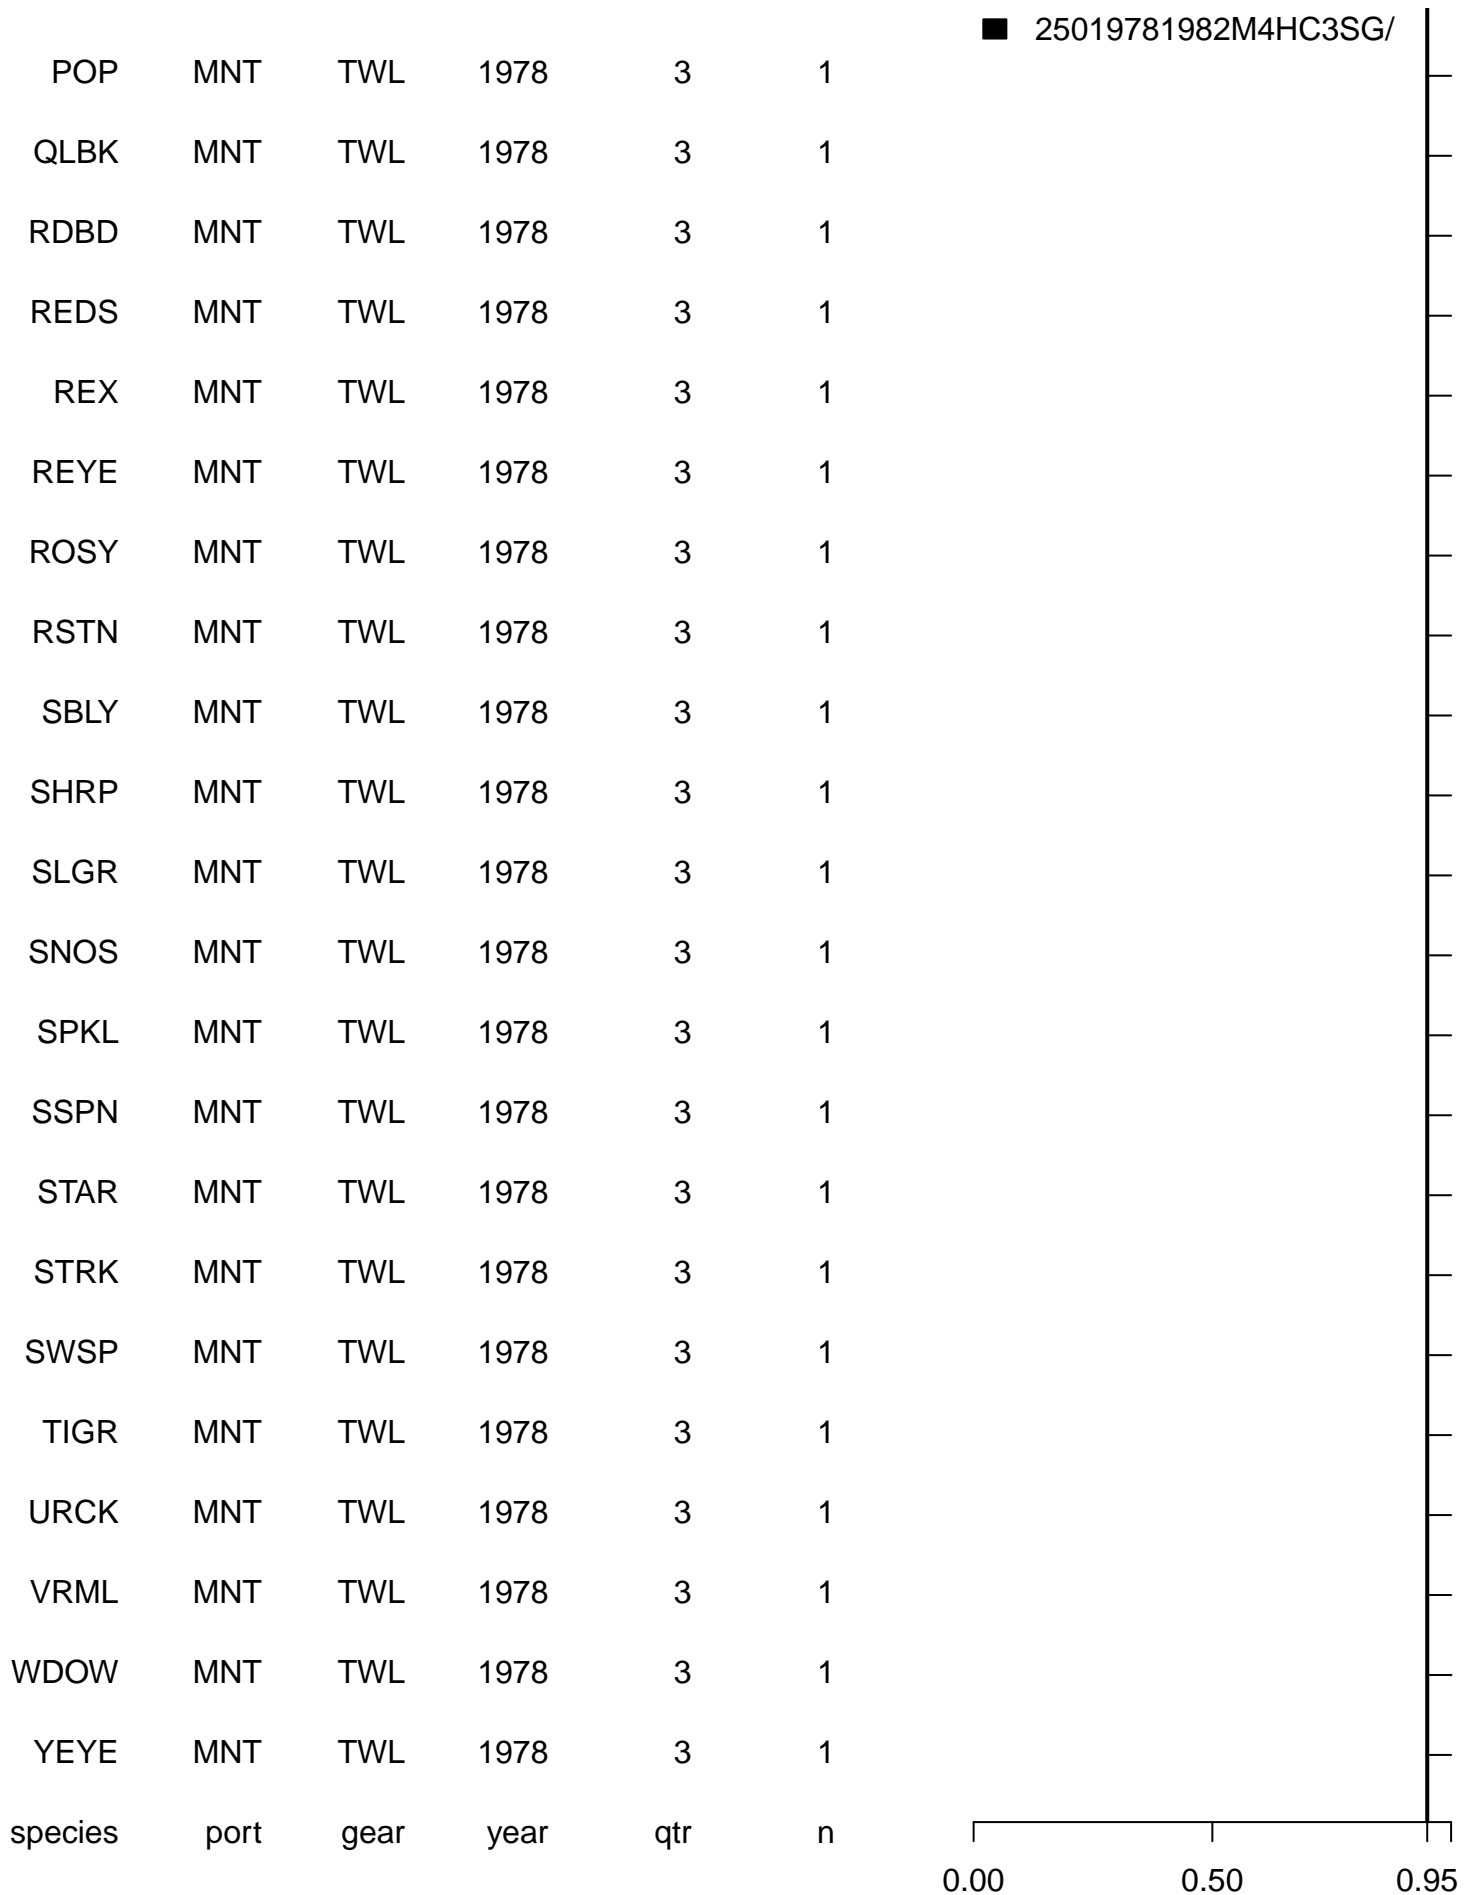 25019781982M4HC3SG/
POP MNT TWL 1978 3 1
QLBK MNT TWL 1978 3 1
RDBD MNT TWL 1978 3 1
REDS MNT TWL 1978 3 1
REX MNT TWL 1978 3 1
REYE MNT TWL 1978 3 1
ROSY MNT TWL 1978 3 1
RSTN MNT TWL 1978 3 1
SBLY MNT TWL 1978 3 1
SHRP MNT TWL 1978 3 1
SLGR MNT TWL 1978 3 1
SNOS MNT TWL 1978 3 1
SPKL MNT TWL 1978 3 1
SSPN MNT TWL 1978 3 1
STAR MNT TWL 1978 3 1
STRK MNT TWL 1978 3 1
SWSP MNT TWL 1978 3 1
TIGR MNT TWL 1978 3 1
URCK MNT TWL 1978 3 1
VRML MNT TWL 1978 3 1
WDOW MNT TWL 1978 3 1
YEYE MNT TWL 1978 3 1
species port gear year qtr n
0.00 0.50 0.95